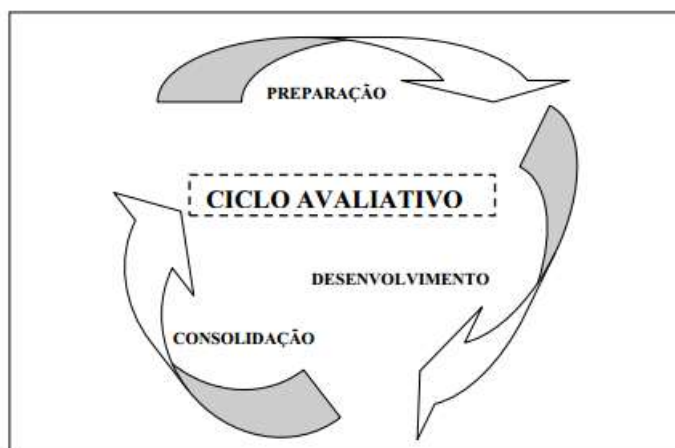 PREPARAÇÃO
CICLO AVALIATIVO
DESENVOLVIMENTO
CONSOLIDAÇÃO